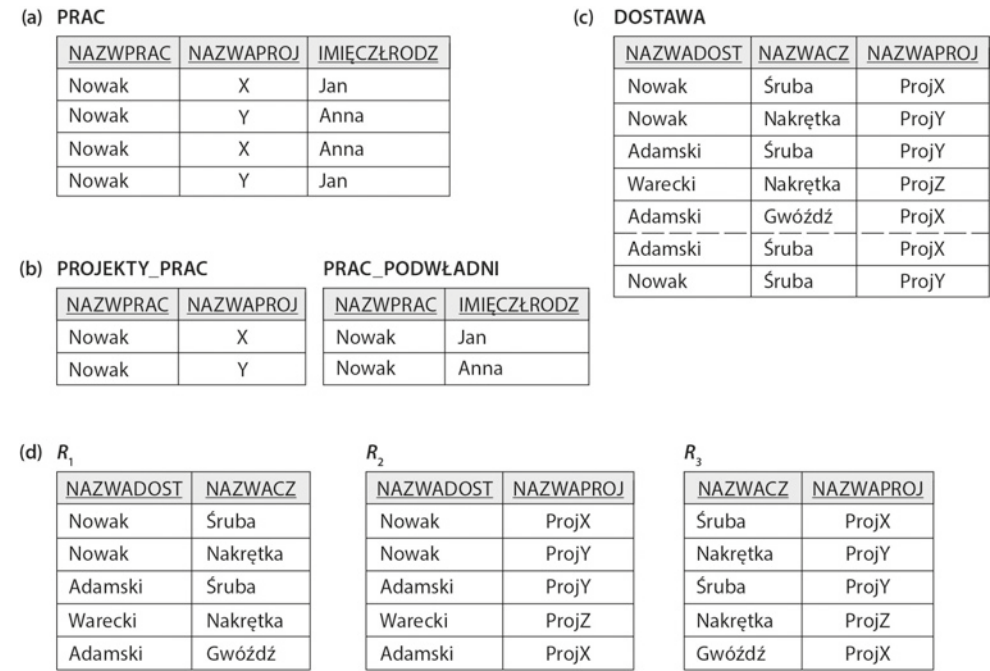 (a) PRAC
NAZWPRAC NAZWAPROJ IMIĘCZŁRODZ
Nowak X Jan
Nowak Y Anna
Nowak X Anna
Nowak Y Jan
(b) PROJEKTY_PRAC
NAZWPRAC NAZWAPROJ
Nowak X
Nowak Y
PRAC_PODWŁADNI
NAZWPRAC IMIĘCZŁRODZ
Nowak Jan
Nowak Anna
(c) DOSTAWA
NAZWADOST NAZWACZ NAZWAPROJ
Nowak Śruba ProjX
Nowak Nakrętka ProjY
Adamski Śruba ProjY
Warecki Nakrętka ProjZ
Adamski Gwóźdź ProjX
Adamski Śruba ProjX
Nowak Śruba ProjY
(d) R1
NAZWADOST NAZWACZ
Nowak Śruba
Nowak Nakrętka
Adamski Śruba
Warecki Nakrętka
Adamski Gwóźdź
R2
NAZWADOST NAZWAPROJ
Nowak ProjX
Nowak ProjY
Adamski ProjY
Warecki ProjZ
Adamski ProjX
R3
NAZWACZ NAZWAPROJ
Śruba ProjX
Nakrętka ProjY
Śruba ProjY
Nakrętka ProjZ
Gwóźdź ProjX